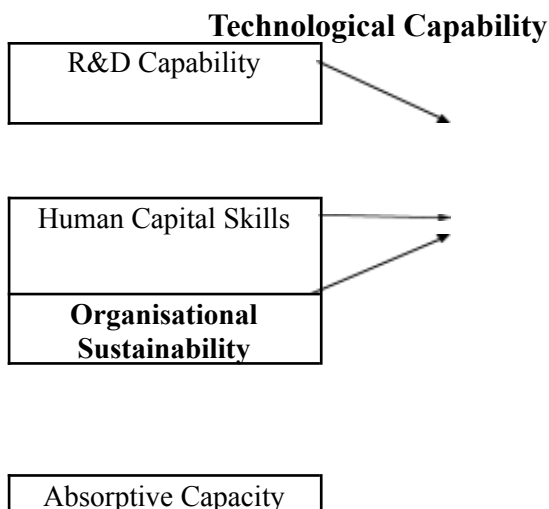 Technological Capability
R&D Capability
Human Capital Skills
Organisational
Sustainability
Absorptive Capacity